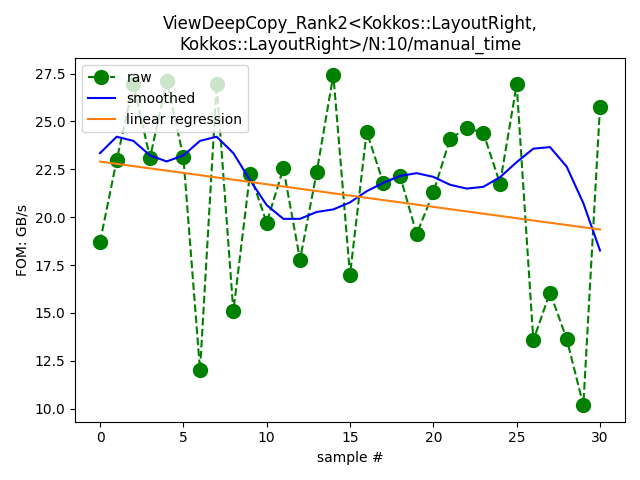 ViewDeepCopy_Rank2<Kokkos::LayoutRight,
Kokkos::LayoutRight>/N:10/manual_time
raw
smoothed
linear regression
FOM: GB/s
27.5
25.0
22.5
20.0
17.5
15.0
12.5
10.0
0
5
10
15
20
25
30
sample #